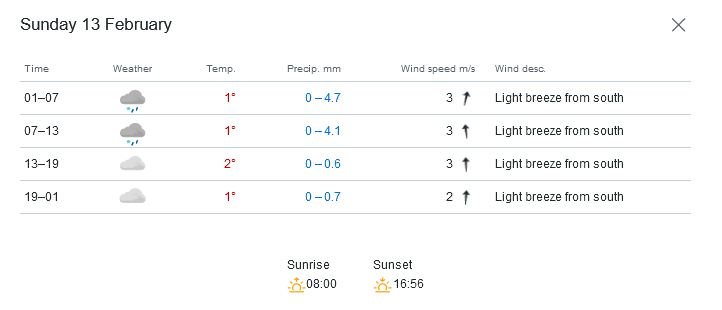 Sunday 13 February
Time Weather Temp. Precip. mm Wind speed m/s Wind desc.
01–07 1° 0 – 4.7 3 Light breeze from south
07–13 1° 0 – 4.1 3 Light breeze from south
13–19 2° 0 – 0.6 3 Light breeze from south
19–01 1° 0 – 0.7 2 Light breeze from south
Sunrise Sunset
08:00 16:56